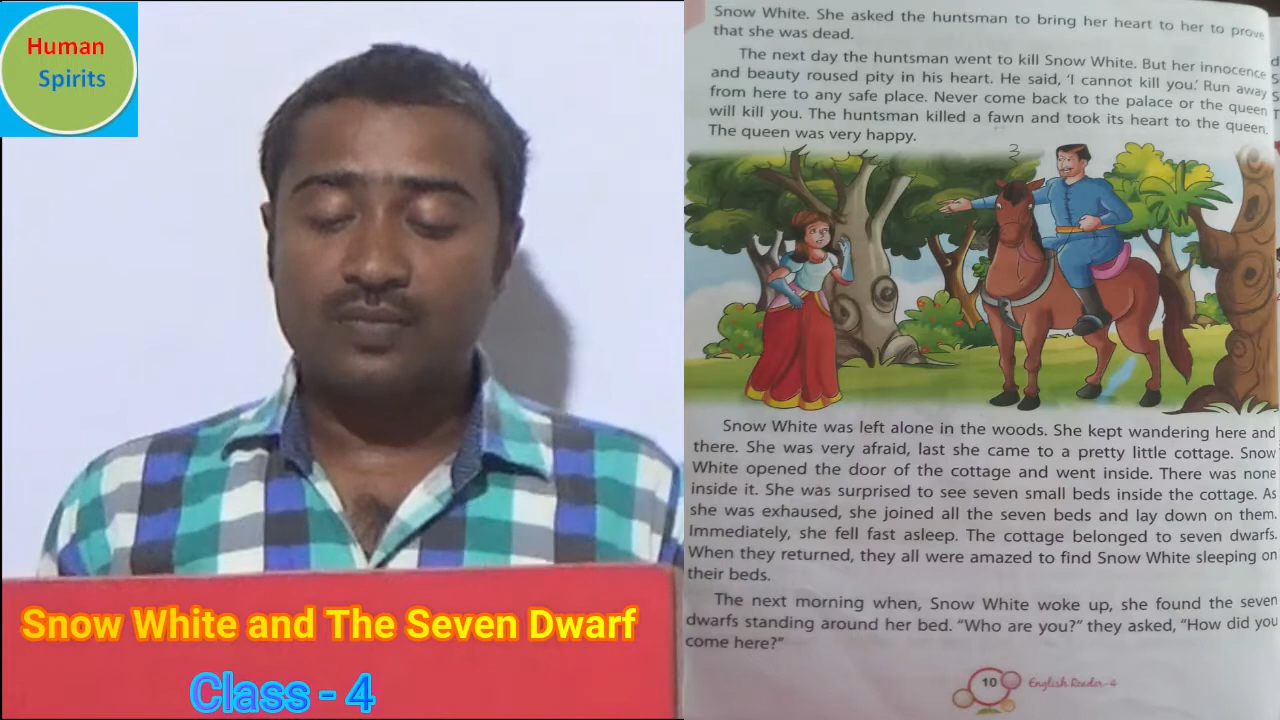 Human
Spirits
Snow White and The Seven Dwarf
Class - 4
Snow White. She asked the huntsman to bring her heart to her to prove
that she was dead.
The next day the huntsman went to kill Snow White. But her innocence
and beauty roused pity in his heart. He said, 'I cannot kill you.' Run away
from here to any safe place. Never come back to the palace or the queen
will kill you. The huntsman killed a fawn and took its heart to the queen.
The queen was very happy.
3
Snow White was left alone in the woods. She kept wandering here and
there. She was very afraid, last she came to a pretty little cottage. Snow
White opened the door of the cottage and went inside. There was none
inside it. She was surprised to see seven small beds inside the cottage. As
she was exhaused, she joined all the seven beds and lay down on them.
Immediately, she fell fast asleep. The cottage belonged to seven dwarfs.
When they returned, they all were amazed to find Snow White sleeping on
their beds.
The next morning when, Snow White woke up, she found the seven
dwarfs standing around her bed. "Who are you?" they asked, "How did you
come here?"
10 English Reader-4